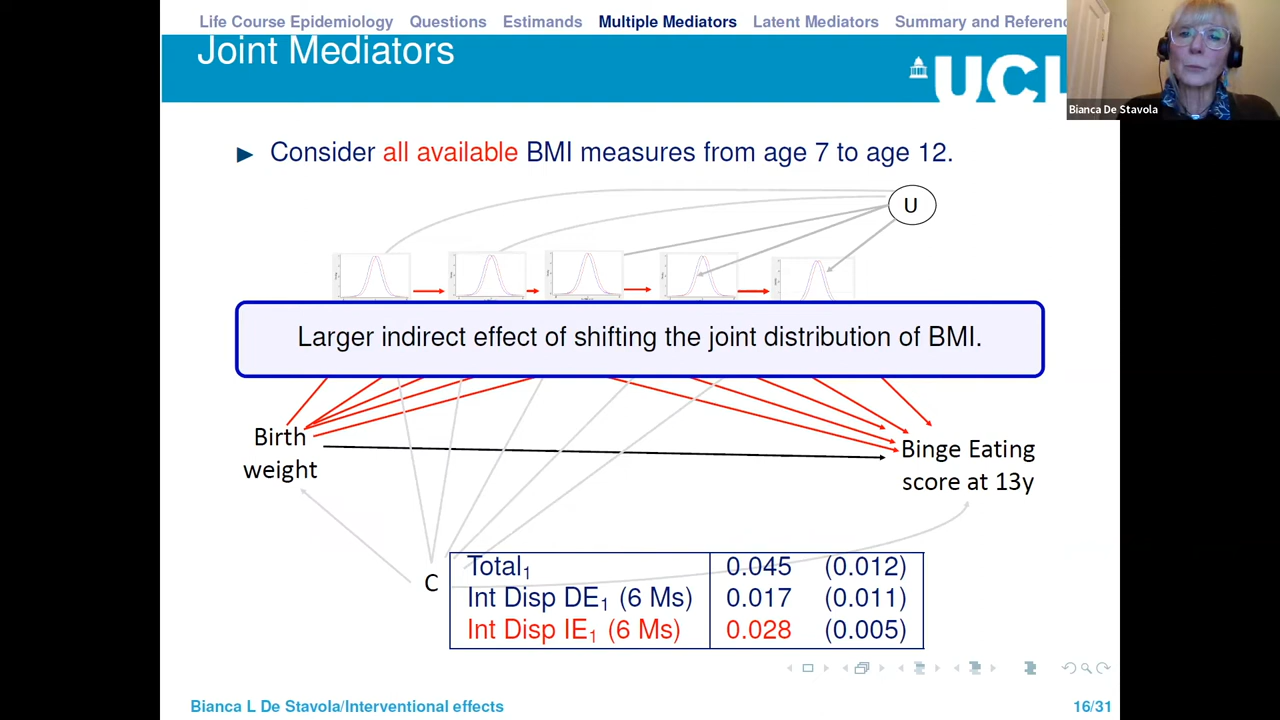 Life Course Epidemiology Questions Estimands Multiple Mediators Latent Mediators Summary and Referenc
Joint Mediators
UCL
Bianca De Stavola
► Consider all available BMI measures from age 7 to age 12.
U
Larger indirect effect of shifting the joint distribution of BMI.
Birth
weight
Binge Eating
score at 13y
C
Total₁ 0.045 (0.012)
Int Disp DE₁ (6 Ms) 0.017 (0.011)
Int Disp IE₁ (6 Ms) 0.028 (0.005)
Bianca L De Stavola/Interventional effects
16/31